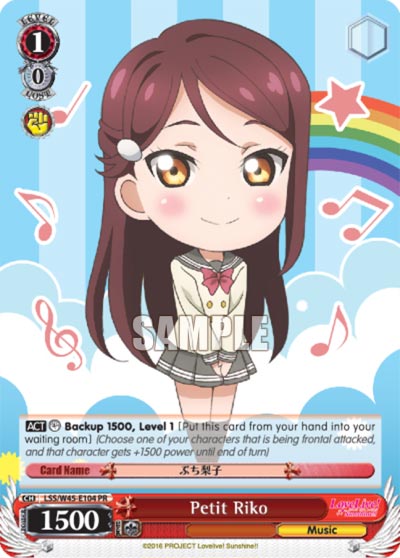 LEVEL
1
0
COST
SAMPLE
ACT Backup 1500, Level 1 [Put this card from your hand into your
waiting room] (Choose one of your characters that is being frontal attacked,
and that character gets +1500 power until end of turn)
Card Name ぷち梨子
CH LSS/W45-E104 PR
1500 Petit Riko
LoveLive!
Sunshine!!
Music
©2016 PROJECT Lovelive! Sunshine!!